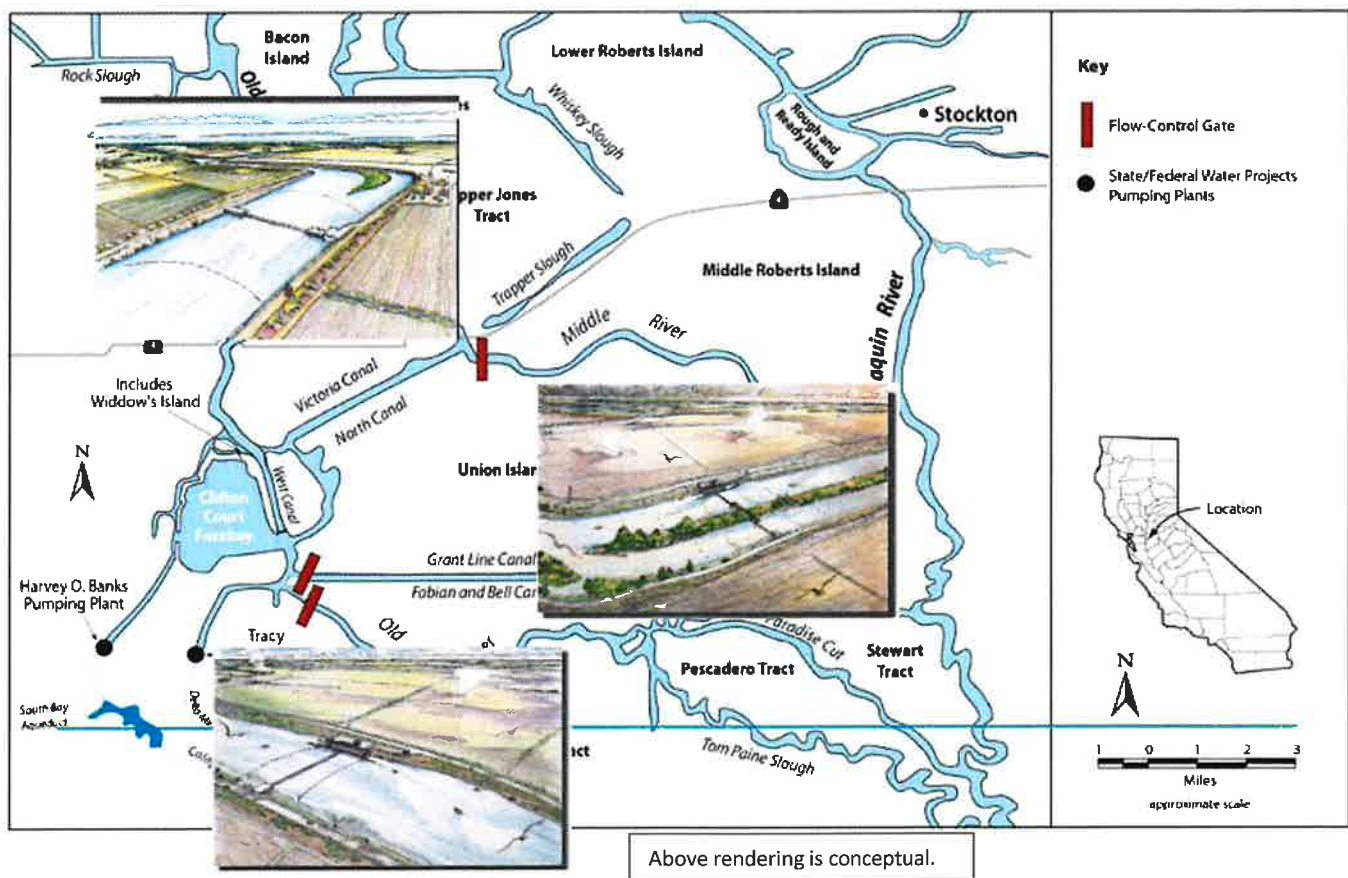 Bacon
Island
Lower Roberts Island
Rock Slough
Old
Whiskey Slough
Rough and
Ready Island
Stockton
Key
Flow-Control Gate
State/Federal Water Projects
Pumping Plants
es
pper Jones
Tract
4
Trapper Slough
Middle Roberts Island
Middle River
aquin River
4
Includes
Widdow's Island
Victoria Canal
North Canal
N
Union Islar
West Canal
Clifton
Court
Forebay
Location
Grant Line Canal
Fabian and Bell Car
Harvey O. Banks
Pumping Plant
Tracy
Old
Paradise Cut
Stewart
Tract
Pescadero Tract
N
South Bay
Aqueduct
Tom Paine Slough
act
1 0 1 2 3
Miles
approximate scale
Above rendering is conceptual.